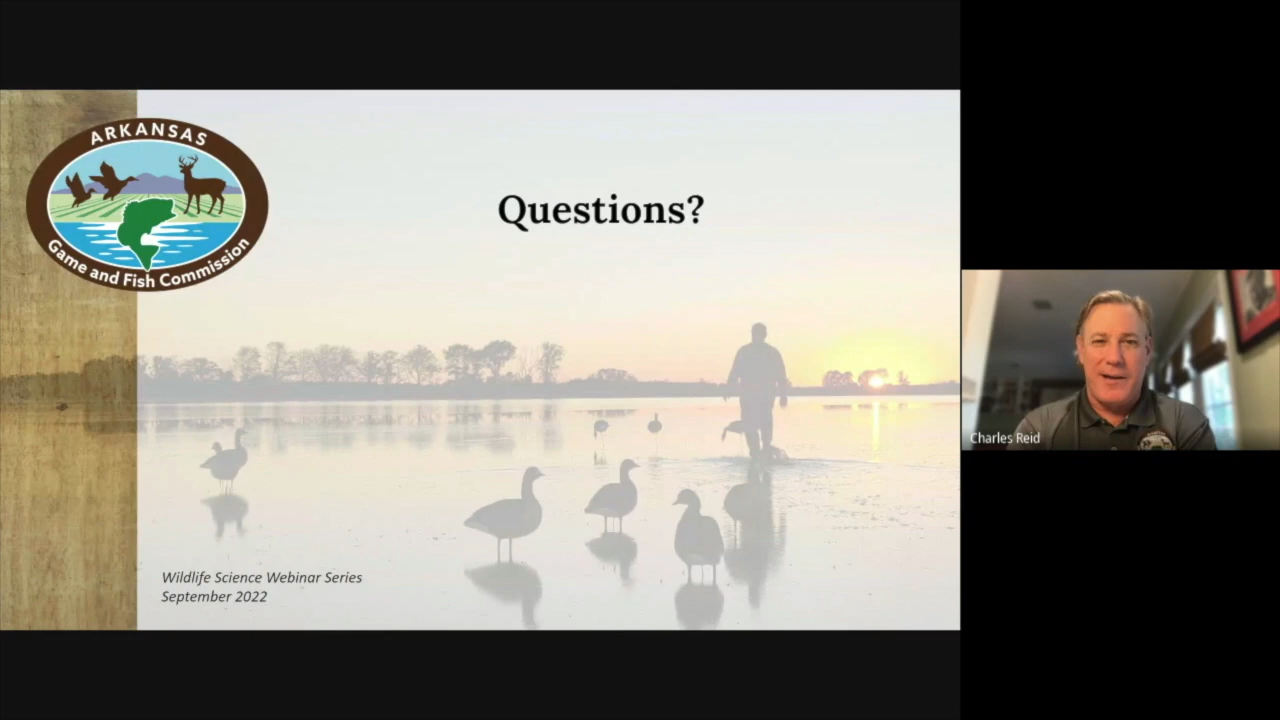 ARKANSAS
Game and Fish Commission
Questions?
Charles Reid
Wildlife Science Webinar Series
September 2022